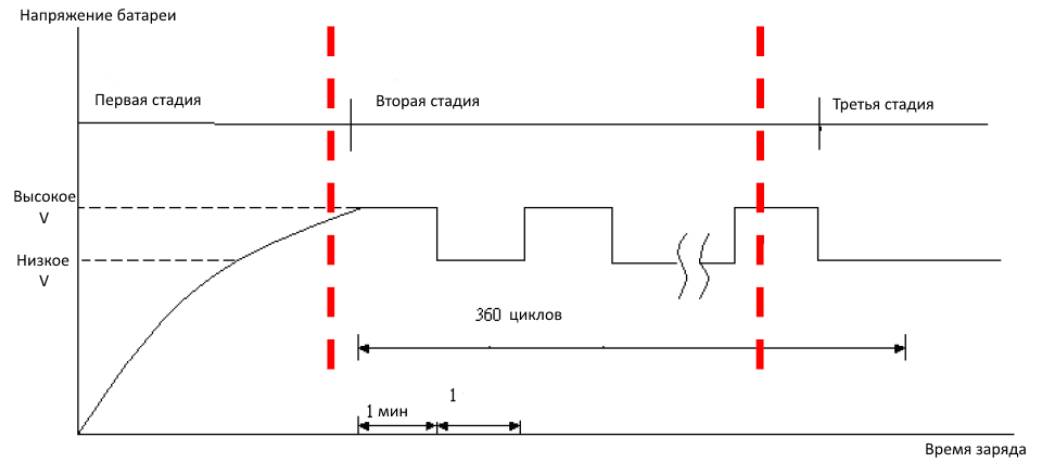 Напряжение батареи
Первая стадия
Вторая стадия
Третья стадия
Высокое
V
Низкое
V
360 циклов
1
1 мин
Время заряда